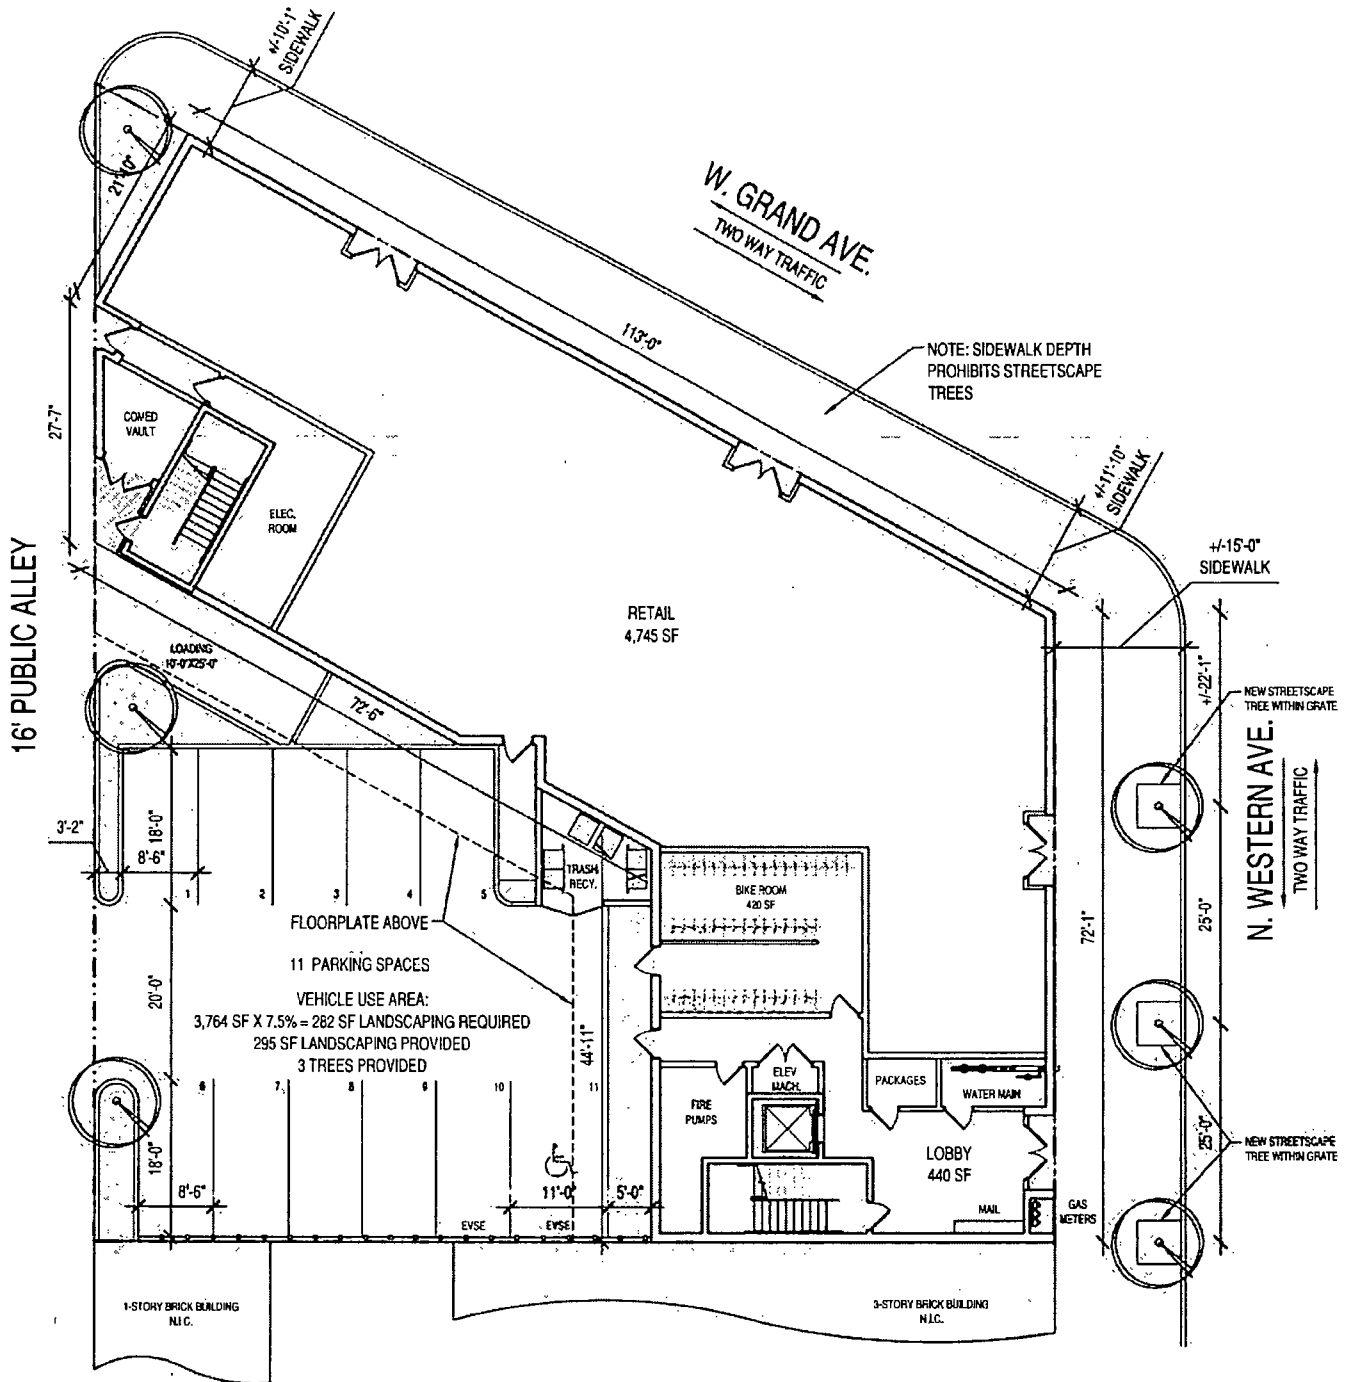 +/-10'-1"
SIDEWALK
21'-10"
W. GRAND AVE.
TWO WAY TRAFFIC
113'-0"
NOTE: SIDEWALK DEPTH
PROHIBITS STREETSCAPE
TREES
27'-7"
COMED
VAULT
ELEC.
ROOM
+/-11'-10"
SIDEWALK
+/-15'-0"
SIDEWALK
16' PUBLIC ALLEY
RETAIL
4,745 SF
LOADING
10'-0"X25'-0"
72'-6"
+/-22'-1"
NEW STREETSCAPE
TREE WITHIN GRATE
N. WESTERN AVE.
TWO WAY TRAFFIC
3'-2"
18'-0"
8'-6"
1
2
3
4
5
TRASH
RECY.
BIKE ROOM
420 SF
FLOORPLATE ABOVE
72'-1"
25'-0"
11 PARKING SPACES
20'-0"
VEHICLE USE AREA:
3,764 SF X 7.5% = 282 SF LANDSCAPING REQUIRED
295 SF LANDSCAPING PROVIDED
3 TREES PROVIDED
44'-11"
6
7
8
9
10
11
ELEV
MACH.
PACKAGES
WATER MAIN
FIRE
PUMPS
18'-0"
8'-6"
11'-0"
5'-0"
LOBBY
440 SF
25'-0"
NEW STREETSCAPE
TREE WITHIN GRATE
EVSE
EVSE
MAIL
GAS
METERS
1-STORY BRICK BUILDING
N.I.C.
3-STORY BRICK BUILDING
N.I.C.